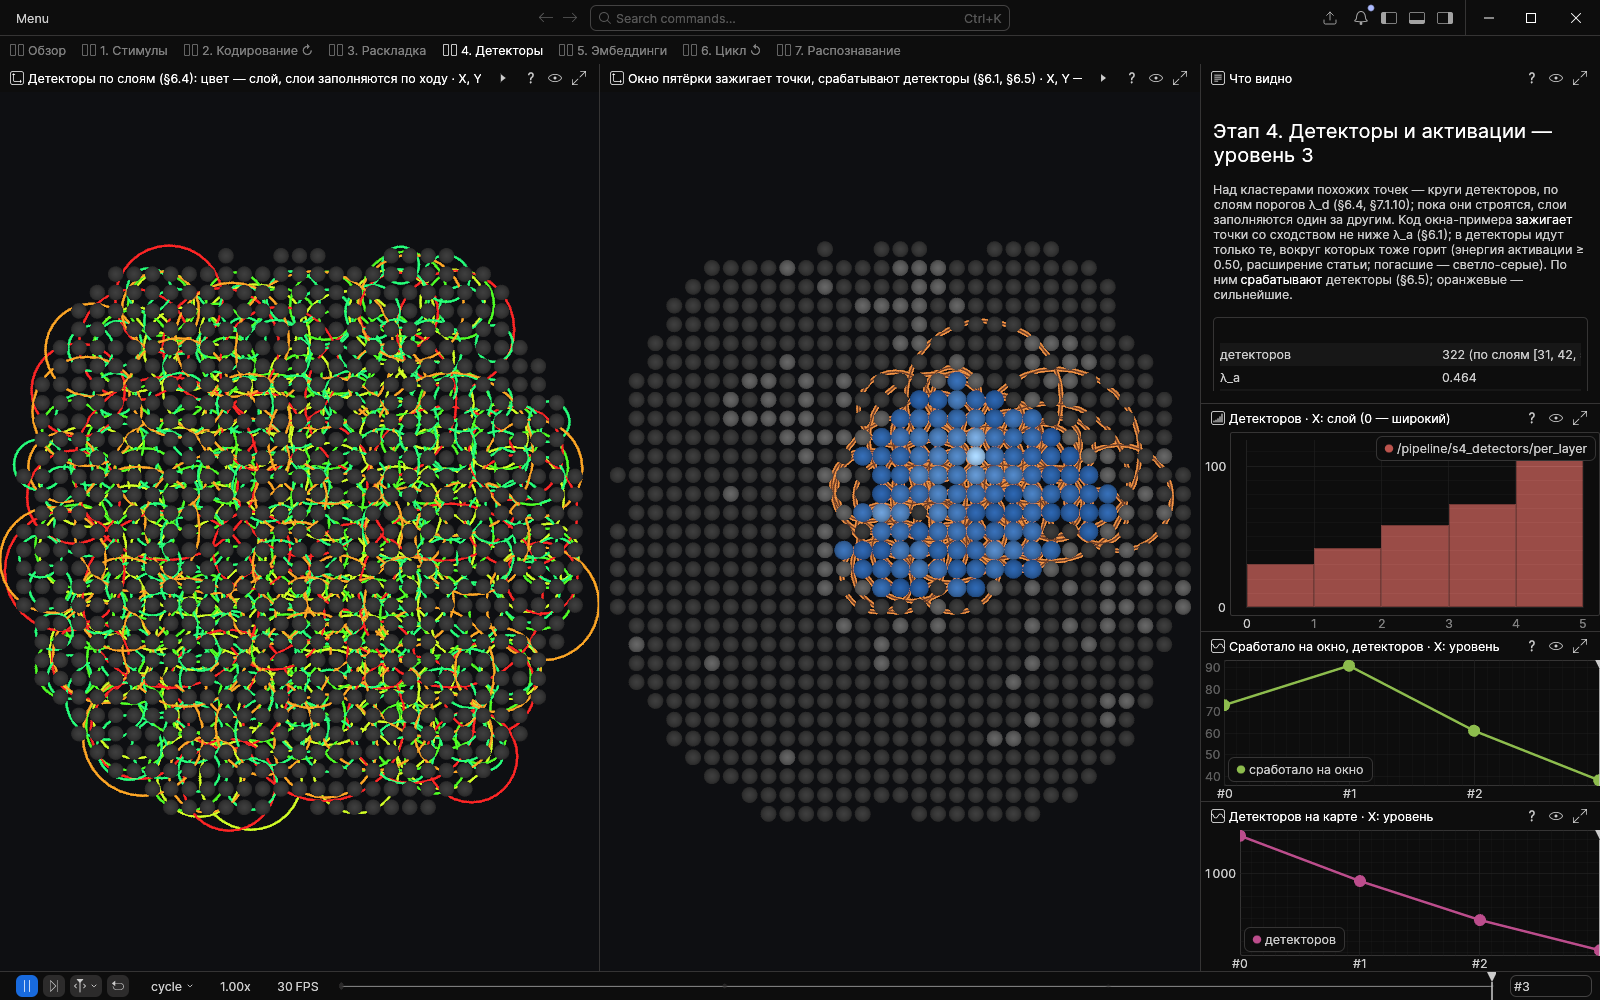 Menu
Search commands...
Ctrl+K
Обзор
1. Стимулы
2. Кодирование
3. Раскладка
4. Детекторы
5. Эмбеддинги
6. Цикл
7. Распознавание
Детекторы по слоям (§6.4): цвет — слой, слои заполняются по ходу · X, Y
Окно пятёрки зажигает точки, срабатывают детекторы (§6.1, §6.5) · X, Y —
Что видно
Этап 4. Детекторы и активации —
уровень 3
Над кластерами похожих точек — круги детекторов, по
слоям порогов λ_d (§6.4, §7.1.10); пока они строятся, слои
заполняются один за другим. Код окна-примера зажигает
точки со сходством не ниже λ_a (§6.1); в детекторы идут
только те, вокруг которых тоже горит (энергия активации ≥
0.50, расширение статьи; погасшие — светло-серые). По
ним срабатывают детекторы (§6.5); оранжевые —
сильнейшие.
детекторов 322 (по слоям [31, 42,
λ_a 0.464
Детекторов · X: слой (0 — широкий)
/pipeline/s4_detectors/per_layer
100
0
0 1 2 3 4 5
Сработало на окно, детекторов · X: уровень
90
80
70
60
50
40
сработало на окно
#0 #1 #2
Детекторов на карте · X: уровень
1000
детекторов
#0 #1 #2
cycle
1.00x
30 FPS
#3